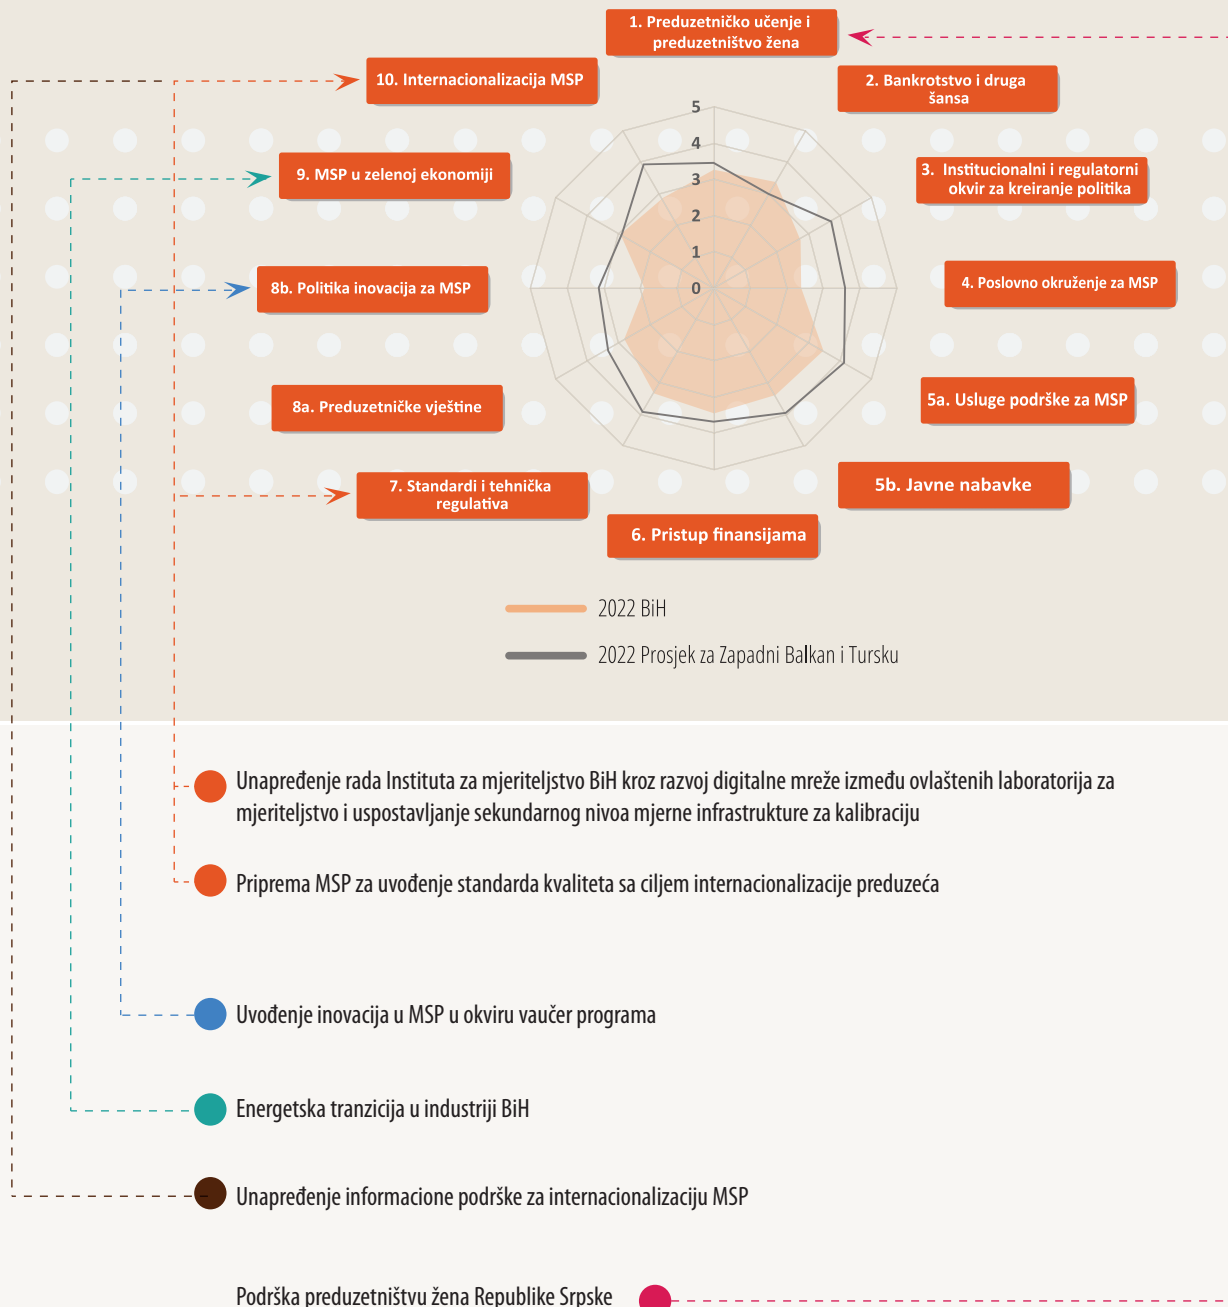 1. Preduzetničko učenje i
preduzetništvo žena
10. Internacionalizacija MSP
2. Bankrotstvo i druga
šansa
9. MSP u zelenoj ekonomiji
3. Institucionalni i regulatorni
okvir za kreiranje politika
8b. Politika inovacija za MSP
4. Poslovno okruženje za MSP
8a. Preduzetničke vještine
5a. Usluge podrške za MSP
7. Standardi i tehnička
regulativa
5b. Javne nabavke
6. Pristup finansijama
5
4
3
2
1
0
2022 BiH
2022 Prosjek za Zapadni Balkan i Tursku
Unapređenje rada Instituta za mjeriteljstvo BiH kroz razvoj digitalne mreže između ovlaštenih laboratorija za
mjeriteljstvo i uspostavljanje sekundarnog nivoa mjerne infrastrukture za kalibraciju
Priprema MSP za uvođenje standarda kvaliteta sa ciljem internacionalizacije preduzeća
Uvođenje inovacija u MSP u okviru vaučer programa
Energetska tranzicija u industriji BiH
Unapređenje informacione podrške za internacionalizaciju MSP
Podrška preduzetništvu žena Republike Srpske